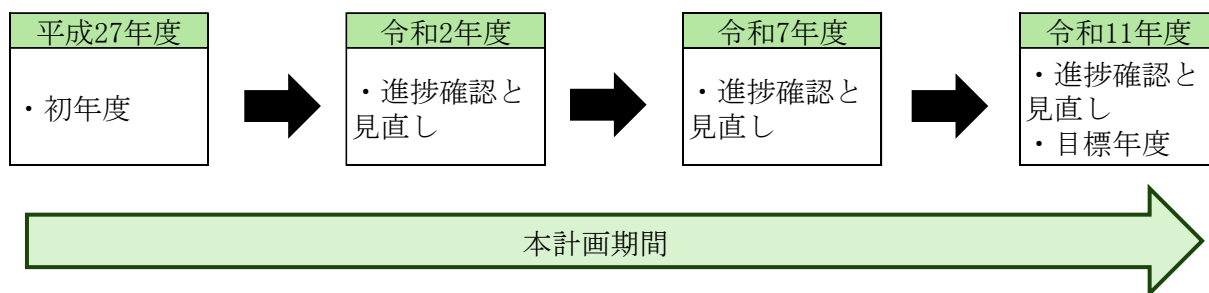 平成27年度
・初年度
令和2年度
・進捗確認と
見直し
令和7年度
・進捗確認と
見直し
令和11年度
・進捗確認と
見直し
・目標年度
本計画期間